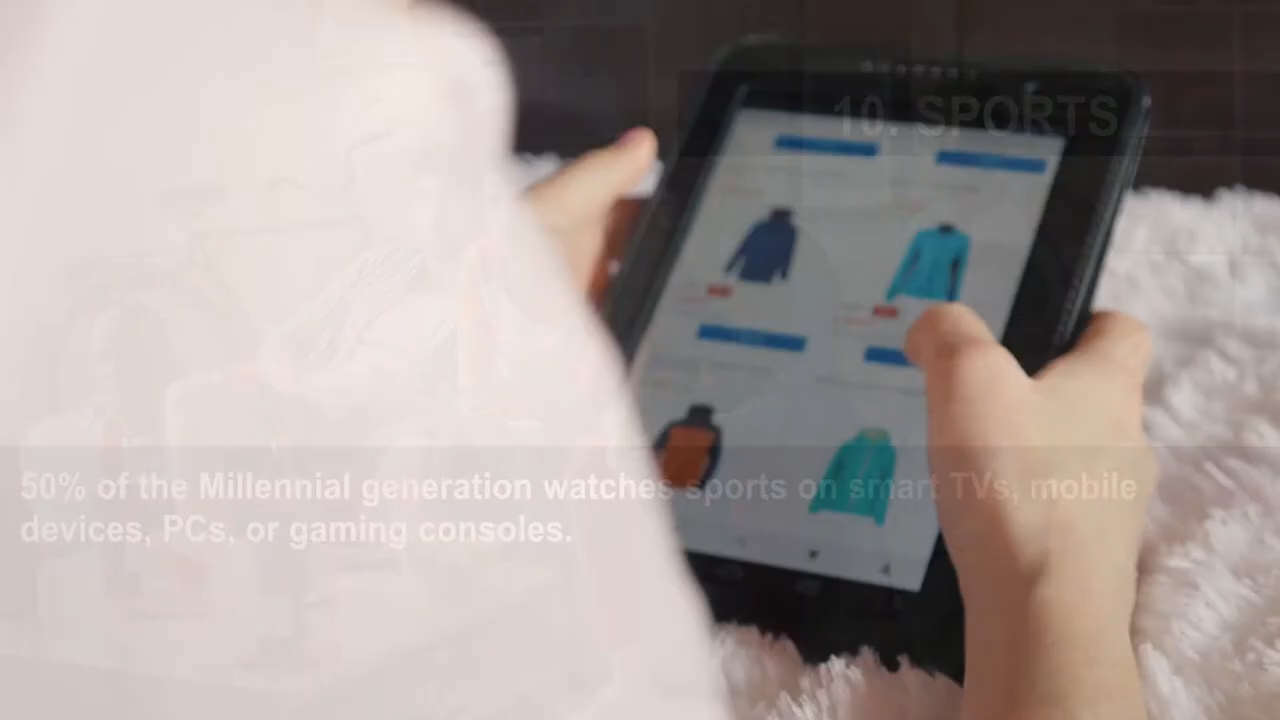 10. SPORTS
50% of the Millennial generation watches sports on smart TVs, mobile
devices, PCs, or gaming consoles.